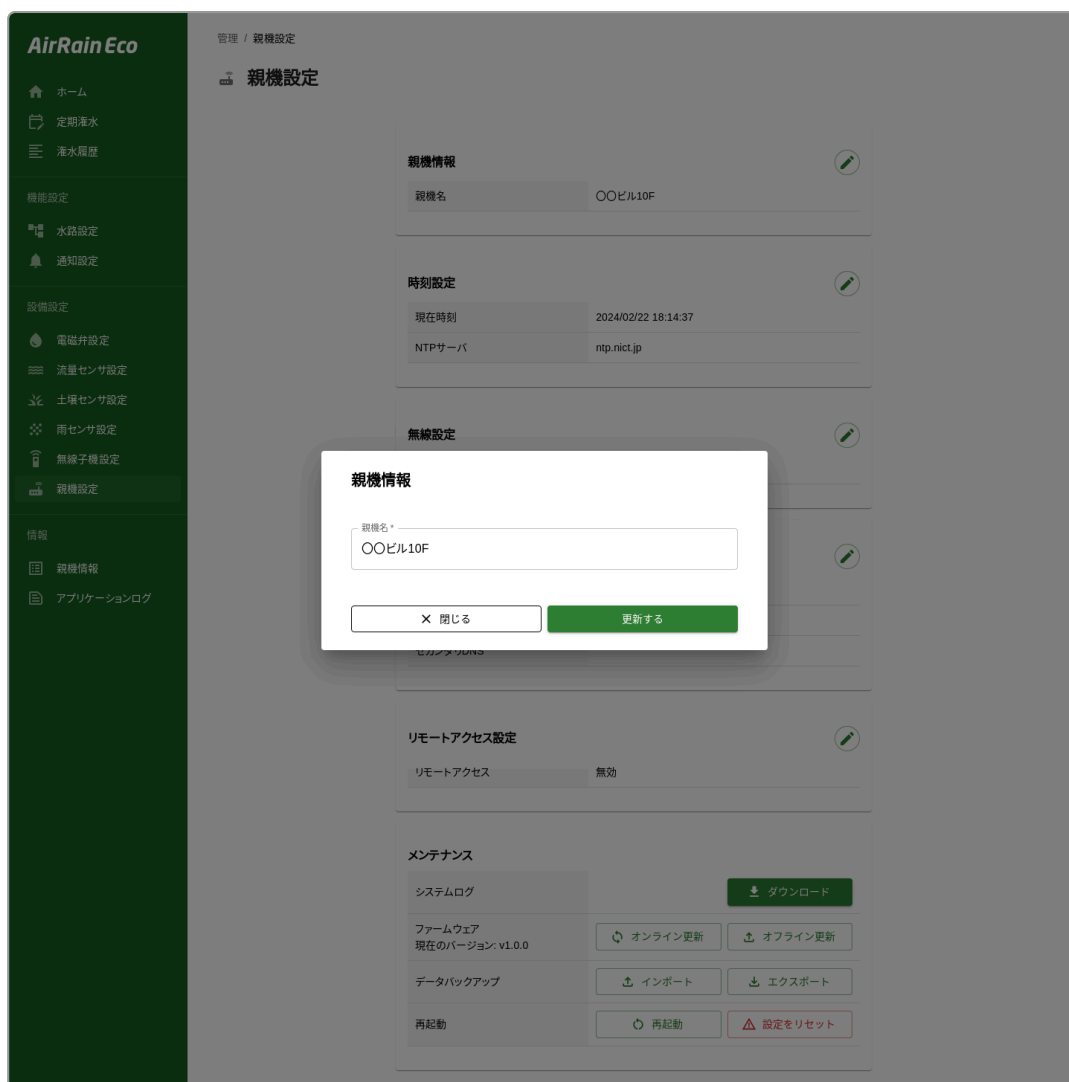 AirRain Eco
ホーム
定期潅水
潅水履歴
機能設定
水路設定
通知設定
設備設定
電磁弁設定
流量センサ設定
土壌センサ設定
雨センサ設定
無線子機設定
親機設定
情報
親機情報
アプリケーションログ
管理 / 親機設定
親機設定
親機情報
親機名 〇〇ビル10F
時刻設定
現在時刻 2024/02/22 18:14:37
NTPサーバ ntp.nict.jp
無線設定
親機情報
親機名 *
〇〇ビル10F
閉じる 更新する
セカンダリDNS
リモートアクセス設定
リモートアクセス 無効
メンテナンス
システムログ ダウンロード
ファームウェア
現在のバージョン: v1.0.0 オンライン更新 オフライン更新
データバックアップ インポート エクスポート
再起動 再起動 設定をリセット